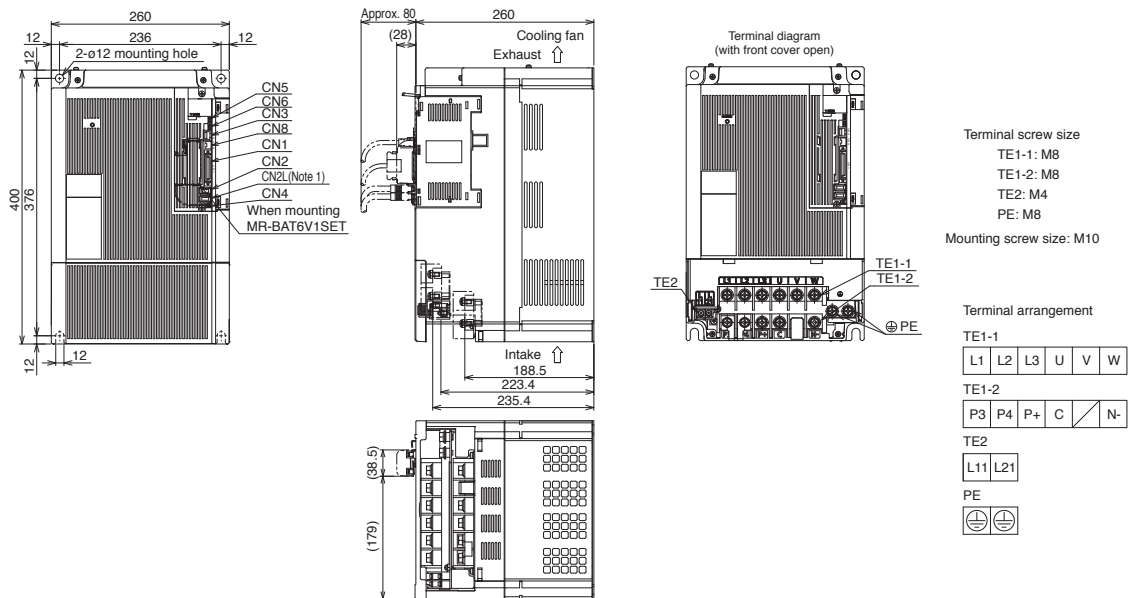 260
12
236
12
12
2-ø12 mounting hole
400
376
12
12
CN5
CN6
CN3
CN8
CN1
CN2
CN2L(Note 1)
CN4
When mounting
MR-BAT6V1SET
Approx. 80
260
(28)
Cooling fan
Exhaust
Intake
188.5
223.4
235.4
(38.5)
(179)
Terminal diagram
(with front cover open)
TE2
L1 L2 L3 U V W
TE1-1
TE1-2
PE
Terminal screw size
TE1-1: M8
TE1-2: M8
TE2: M4
PE: M8
Mounting screw size: M10
Terminal arrangement
TE1-1
L1 L2 L3 U V W
TE1-2
P3 P4 P+ C N-
TE2
L11 L21
PE